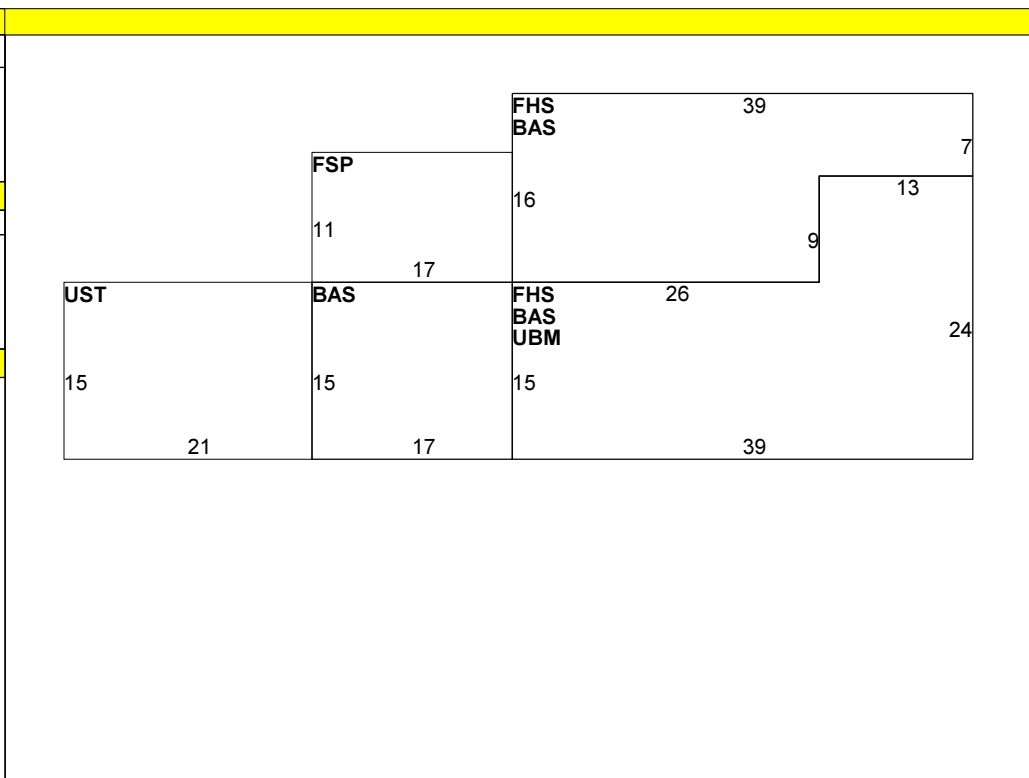 FHS 39
BAS
7
FSP
13
16
11
9
17
UST BAS FHS 26
BAS
UBM
24
15 15 15
21 17 39